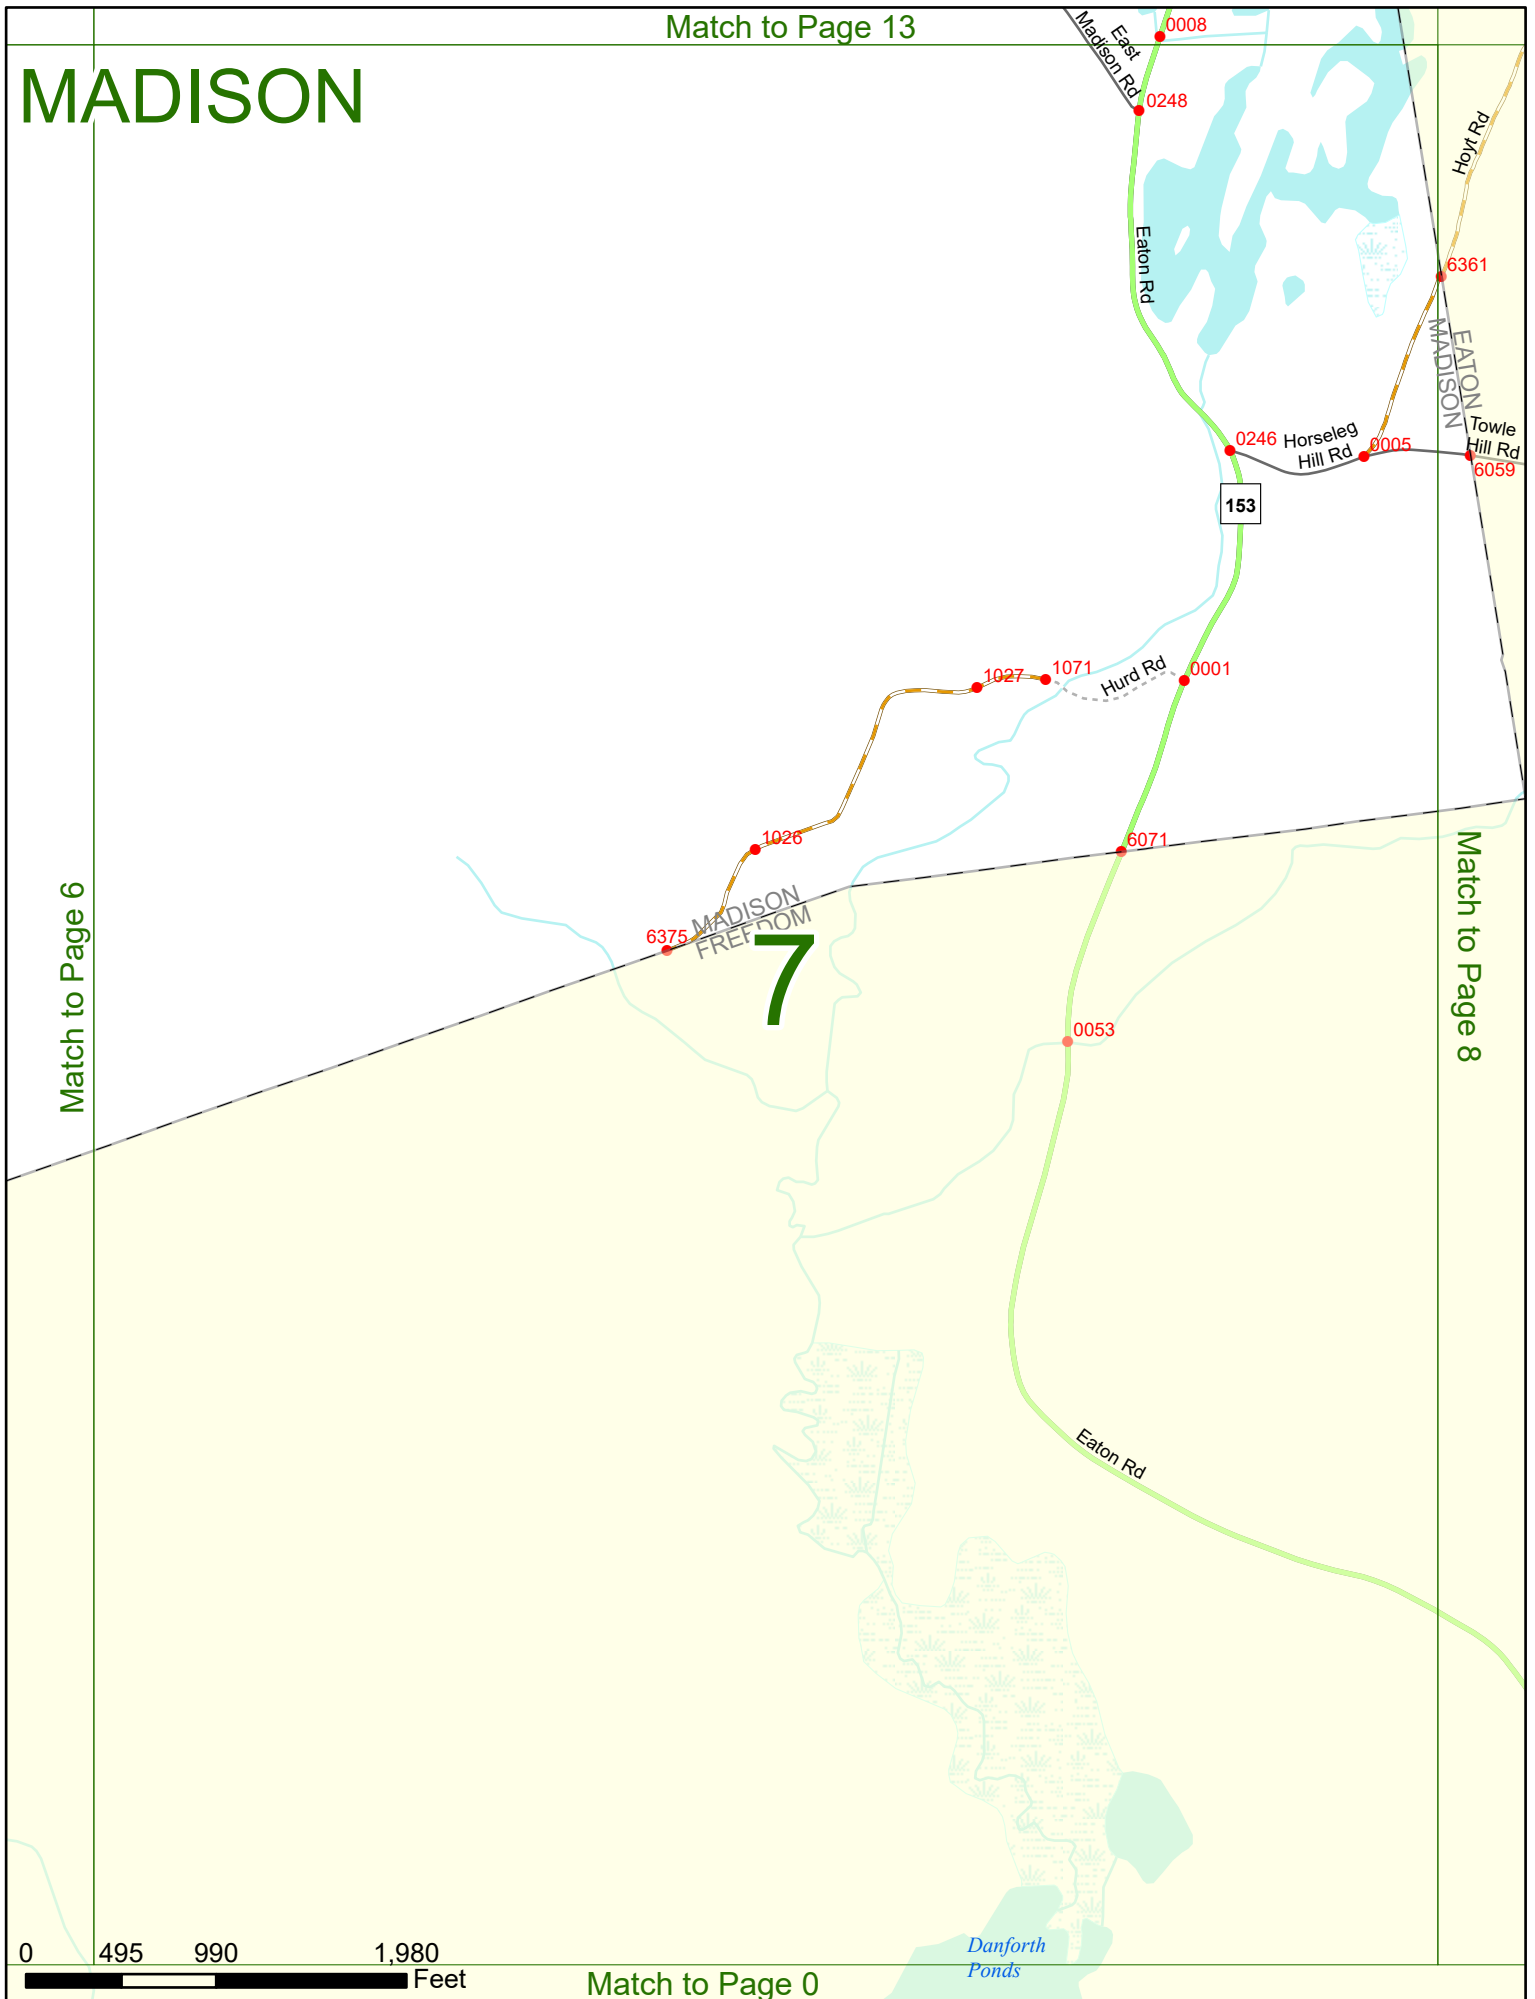 Match to Page 13
MADISON
East
Madison Rd
0008
0248
Hoyt Rd
Eaton Rd
6361
EATON
MADISON
0246
Horseleg
Hill Rd
0005
Towle
Hill Rd
6059
153
1027
1071
Hurd Rd
0001
1026
6071
MADISON
FREEDOM
6375
7
Match to Page 6
Match to Page 8
0053
Eaton Rd
Danforth
Ponds
0 495 990 1,980
Feet
Match to Page 0